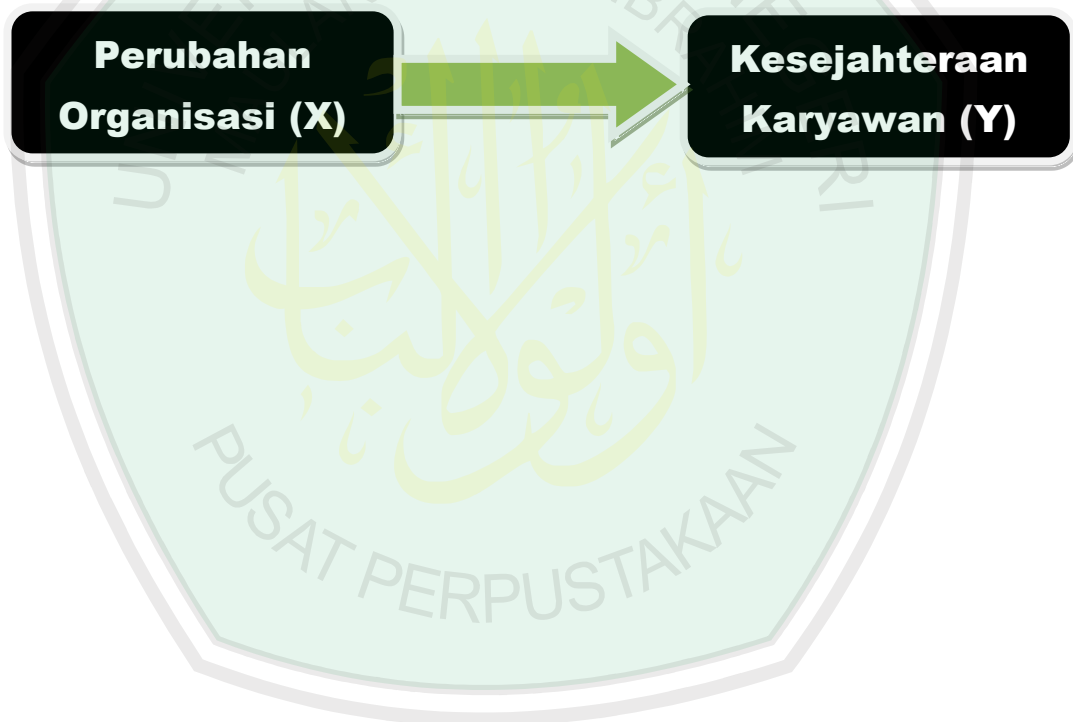 Perubahan
Organisasi (X)
Kesejahteraan
Karyawan (Y)
PUSAT PERPUSTAKAAN